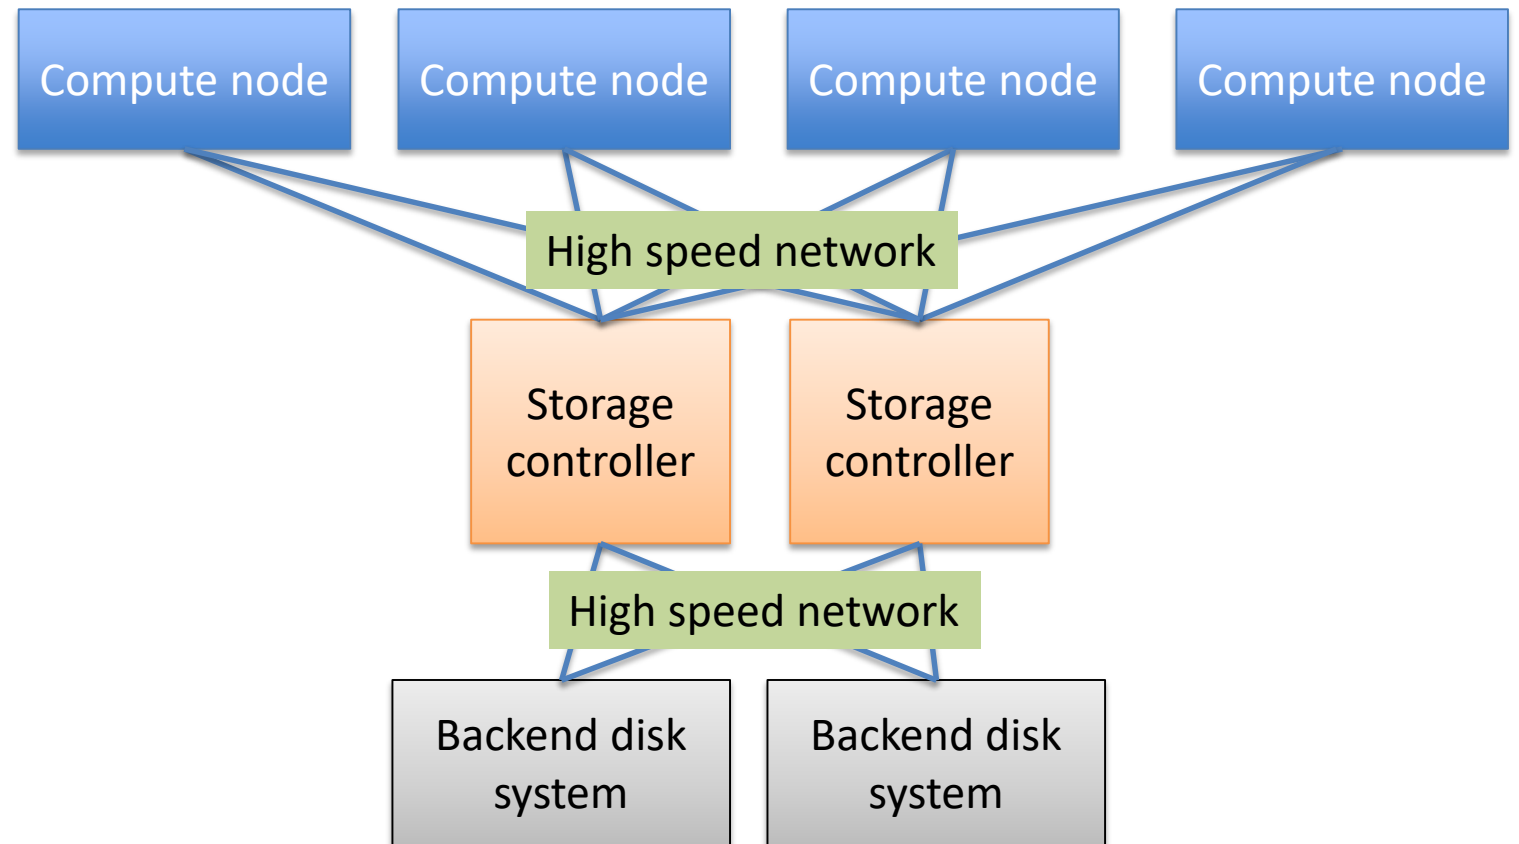 Compute node
Compute node
Compute node
Compute node
High speed network
Storage
controller
Storage
controller
High speed network
Backend disk
system
Backend disk
system